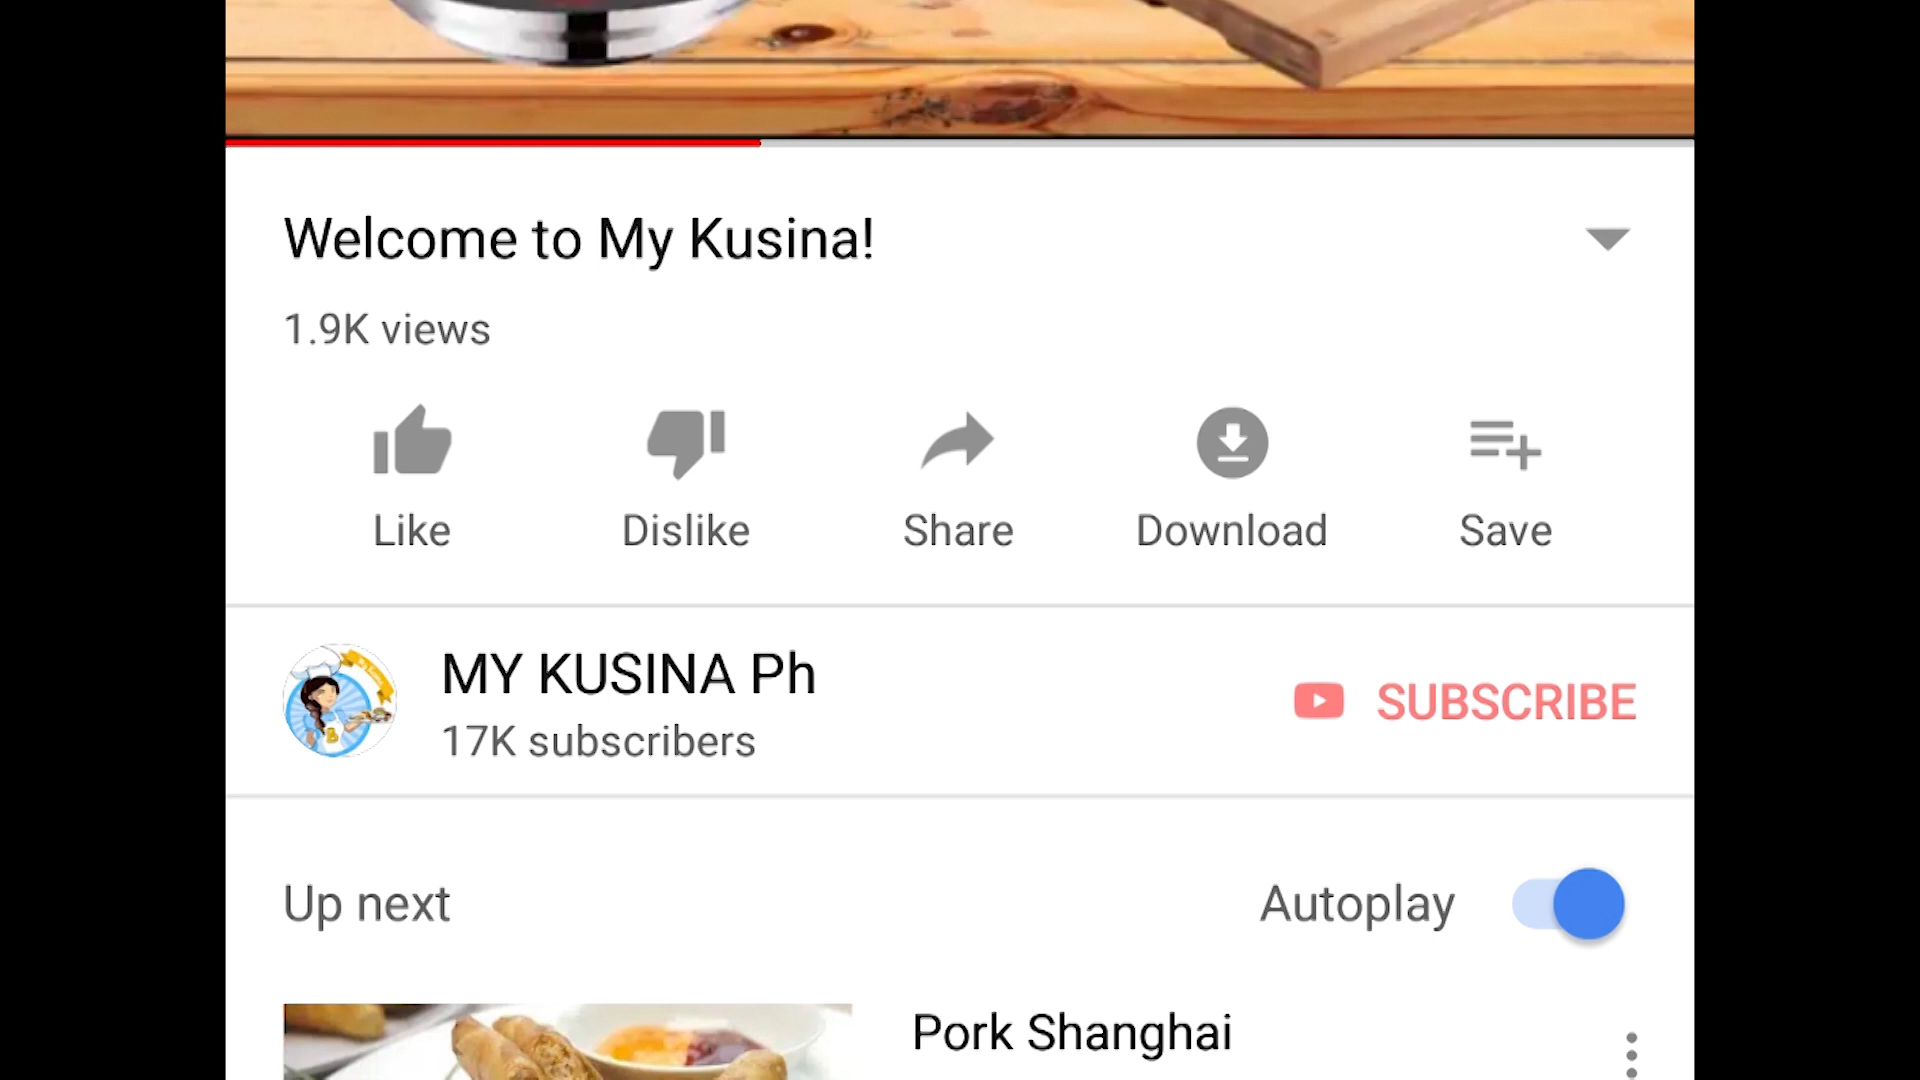 Welcome to My Kusina!
1.9K views
Like Dislike Share Download Save
MY KUSINA Ph
17K subscribers
SUBSCRIBE
Up next
Autoplay
Pork Shanghai